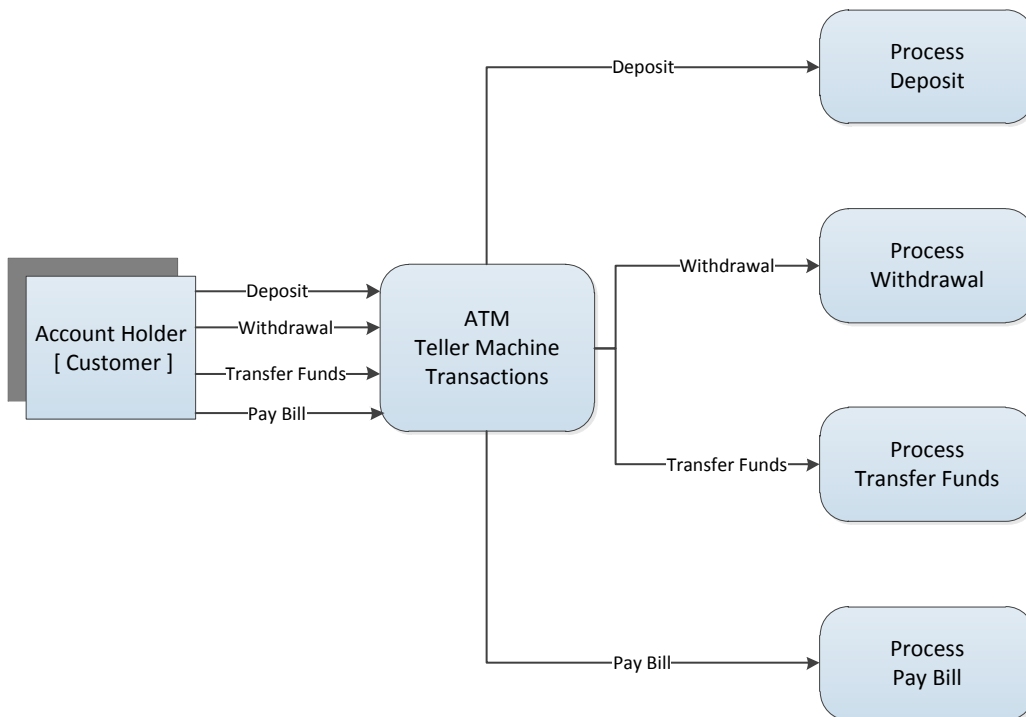 Deposit
Process
Deposit
Withdrawal
Process
Withdrawal
Account Holder
[ Customer ]
Deposit
Withdrawal
Transfer Funds
Pay Bill
ATM
Teller Machine
Transactions
Transfer Funds
Process
Transfer Funds
Pay Bill
Process
Pay Bill